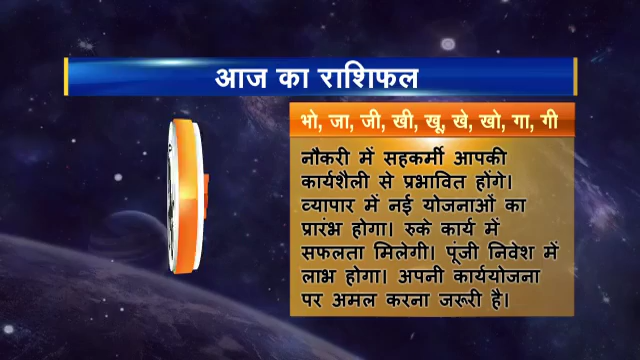 आज का राशिफल
भो, जा, जी, खी, खू, खे, खो, गा, गी
नौकरी में सहकर्मी आपकी
कार्यशैली से प्रभावित होंगे।
व्यापार में नई योजनाओं का
प्रारंभ होगा। रुके कार्य में
सफलता मिलेगी। पूंजी निवेश में
लाभ होगा। अपनी कार्ययोजना
पर अमल करना जरूरी है।